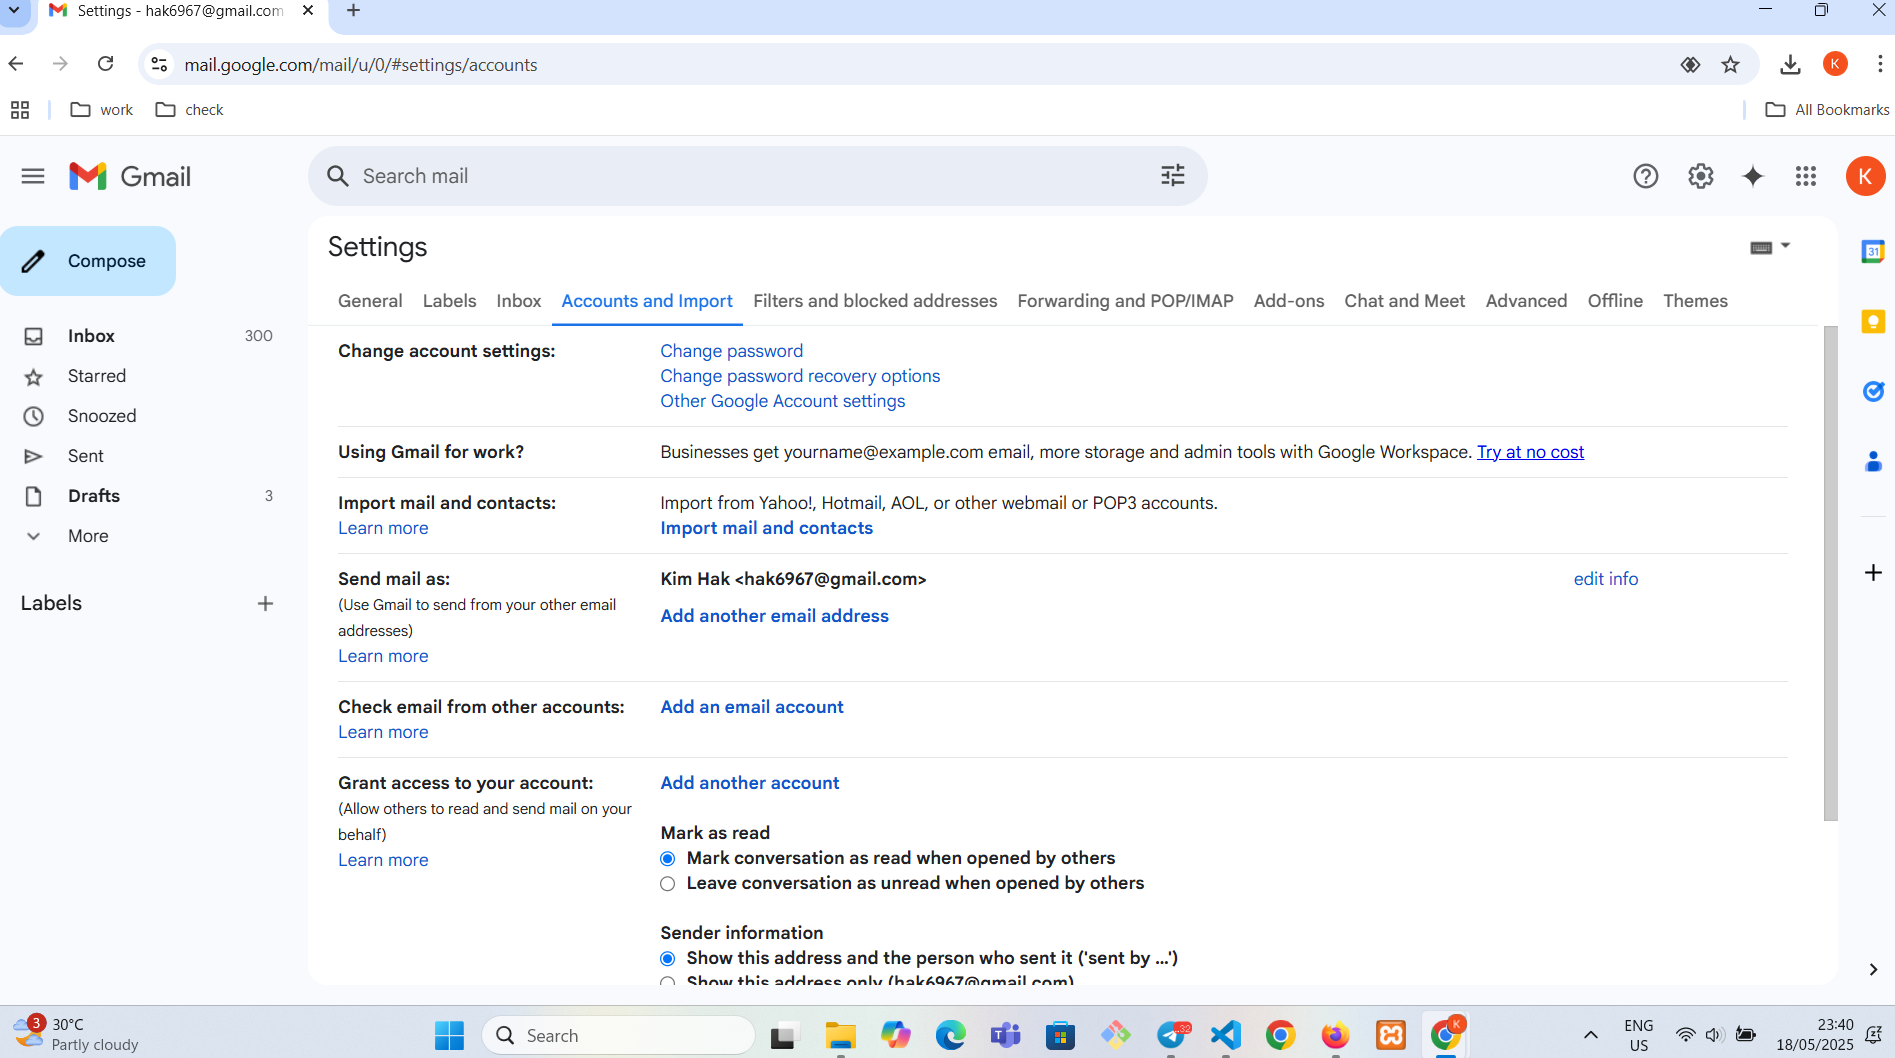 Settings - hak6967@gmail.com
mail.google.com/mail/u/0/#settings/accounts
K
work
check
All Bookmarks
Gmail
Search mail
K
Compose
Inbox 300
Starred
Snoozed
Sent
Drafts 3
More
Labels
Settings
General Labels Inbox Accounts and Import Filters and blocked addresses Forwarding and POP/IMAP Add-ons Chat and Meet Advanced Offline Themes
Change account settings: Change password
Change password recovery options
Other Google Account settings
Using Gmail for work? Businesses get yourname@example.com email, more storage and admin tools with Google Workspace. Try at no cost
Import mail and contacts: Import from Yahoo!, Hotmail, AOL, or other webmail or POP3 accounts.
Learn more Import mail and contacts
Send mail as: Kim Hak <hak6967@gmail.com> edit info
(Use Gmail to send from your other email
addresses)
Learn more
Add another email address
Check email from other accounts: Add an email account
Learn more
Grant access to your account: Add another account
(Allow others to read and send mail on your
behalf)
Learn more
Mark as read
Mark conversation as read when opened by others
Leave conversation as unread when opened by others
Sender information
Show this address and the person who sent it ('sent by ...')
Show this address only (hak6967@gmail.com)
31
3
30°C
Partly cloudy
Search
32
K
ENG
US
23:40
18/05/2025